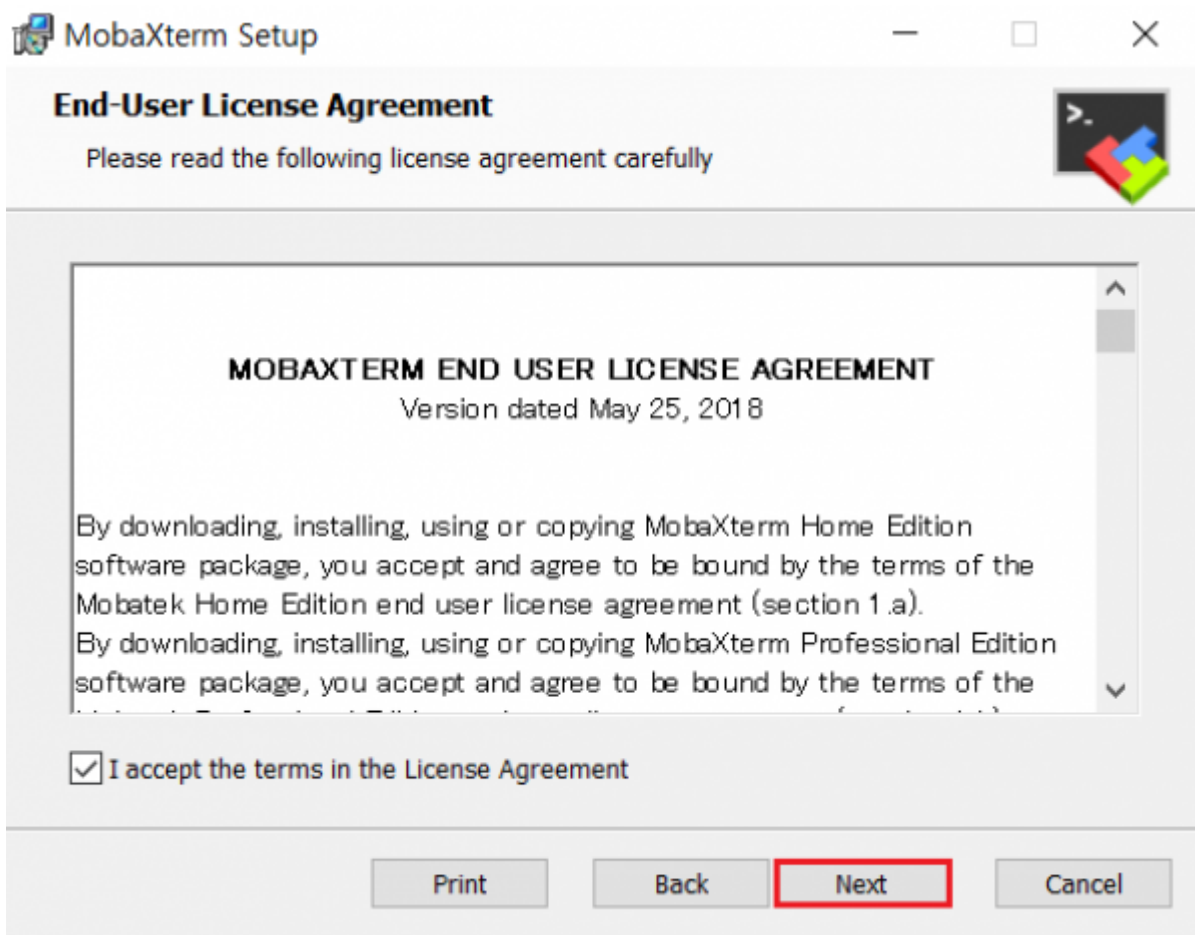 MobaXterm Setup
End-User License Agreement
Please read the following license agreement carefully
>.
MOBAXTERM END USER LICENSE AGREEMENT
Version dated May 25, 2018
By downloading, installing, using or copying MobaXterm Home Edition
software package, you accept and agree to be bound by the terms of the
Mobatek Home Edition end user license agreement (section 1.a).
By downloading, installing, using or copying MobaXterm Professional Edition
software package, you accept and agree to be bound by the terms of the
I accept the terms in the License Agreement
Print Back Next Cancel